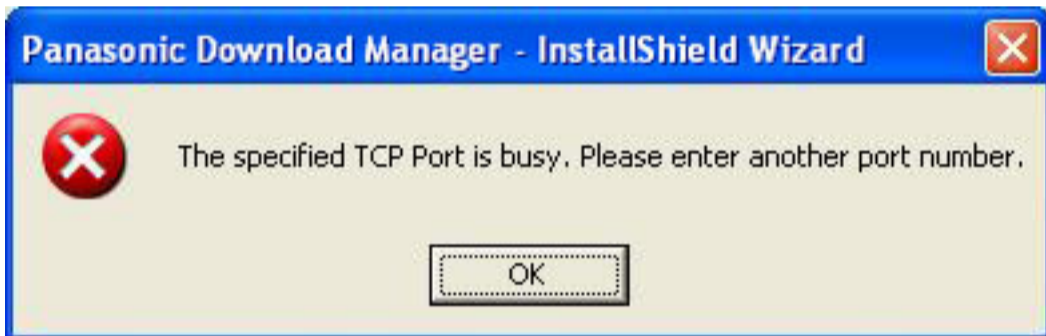 Panasonic Download Manager - InstallShield Wizard
The specified TCP Port is busy. Please enter another port number.
OK